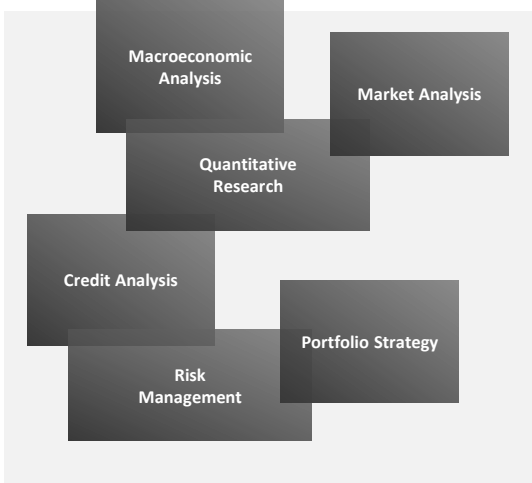 Macroeconomic
Analysis
Market Analysis
Quantitative
Research
Credit Analysis
Portfolio Strategy
Risk
Management